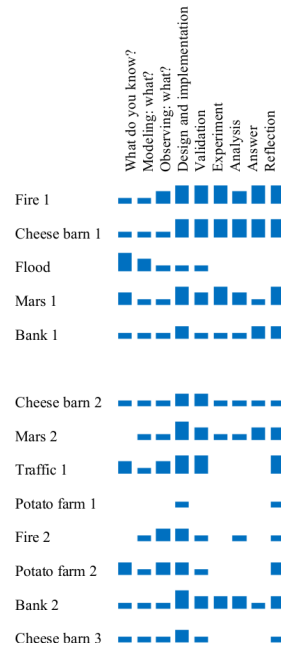 What do you know?
Modeling: what?
Observing: what?
Design and implementation
Validation
Experiment
Analysis
Answer
Reflection
Fire 1
Cheese barn 1
Flood
Mars 1
Bank 1
Cheese barn 2
Mars 2
Traffic 1
Potato farm 1
Fire 2
Potato farm 2
Bank 2
Cheese barn 3